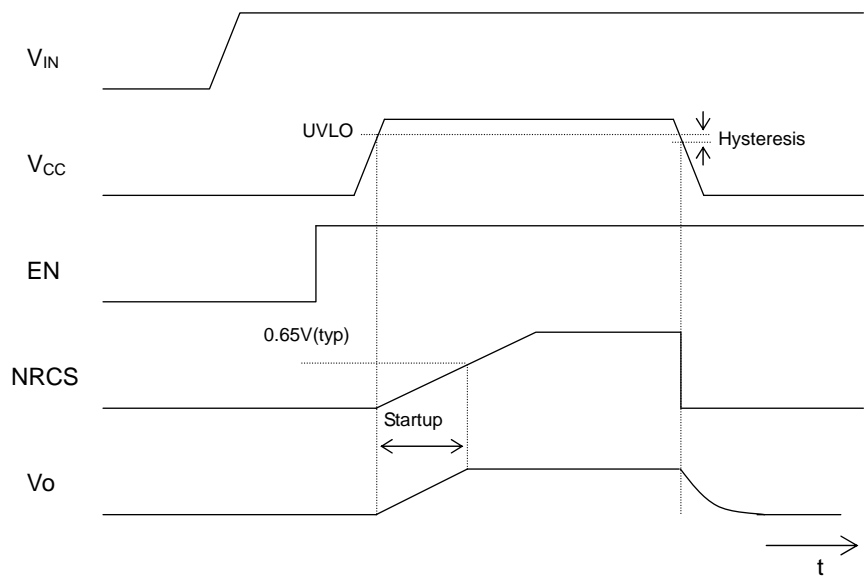 VIN
UVLO
Hysteresis
VCC
EN
0.65V(typ)
NRCS
Startup
Vo
t